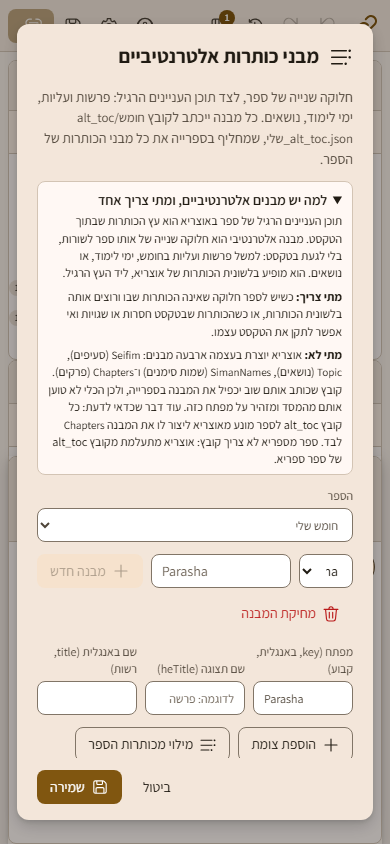 1
מבני כותרות אלטרנטיביים
חלוקה שנייה של ספר, לצד תוכן העניינים הרגיל: פרשות ועליות,
ימי לימוד, נושאים. כל מבנה ייכתב לקובץ חומש/alt_toc
שלי_alt_toc.json, שמחליף בספרייה את כל מבני הכותרות של
הספר.
▼ למה יש מבנים אלטרנטיביים, ומתי צריך אחד
תוכן העניינים הרגיל של ספר באוצריא הוא עץ הכותרות שבתוך
הטקסט. מבנה אלטרנטיבי הוא חלוקה שנייה של אותו ספר לשורות,
בלי לגעת בטקסט: למשל פרשות ועליות בחומש, ימי לימוד, או
נושאים. הוא מופיע בלשונית הכותרות של אוצריא, ליד העץ הרגיל.
מתי צריך: כשיש לספר חלוקה שאינה הכותרות שבו ורוצים אותה
בלשונית הכותרות, או כשהכותרות שבטקסט חסרות או שגויות ואי
אפשר לתקן את הטקסט עצמו.
מתי לא: אוצריא יוצרת בעצמה ארבעה מבנים: Seifim (סעיפים),
Topic (נושאים), SimanNames (שמות סימנים) ו־Chapters (פרקים).
קובץ שכותב אותם שוב יכפיל את המבנה בספרייה, ולכן הכלי לא טוען
אותם מהמסד ומזהיר על מפתח כזה. עוד דבר שכדאי לדעת: כל
קובץ alt_toc לספר מונע מאוצריא ליצור לו את המבנה Chapters
לבד. ספר מספריא לא צריך קובץ: אוצריא מתעלמת מקובץ alt_toc
של ספר ספריא.
הספר
חומש שלי
Parasha
מבנה חדש
מחיקת המבנה
מפתח (key, באנגלית, קבוע)
שם תצוגה (heTitle)
שם באנגלית (title, רשות)
Parasha
לדוגמה: פרשה
הוספת צומת
מילוי מכותרות הספר
ביטול
שמירה